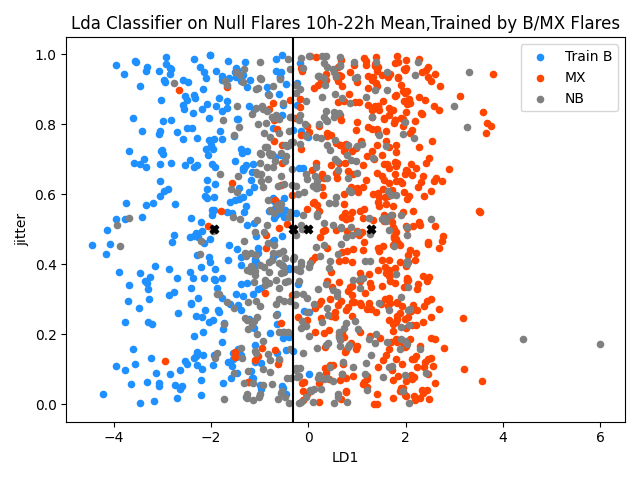 Lda Classifier on Null Flares 10h-22h Mean,Trained by B/MX Flares
Train B
MX
NB
jitter
1.0
0.8
0.6
0.4
0.2
0.0
−4
−2
0
2
4
6
LD1